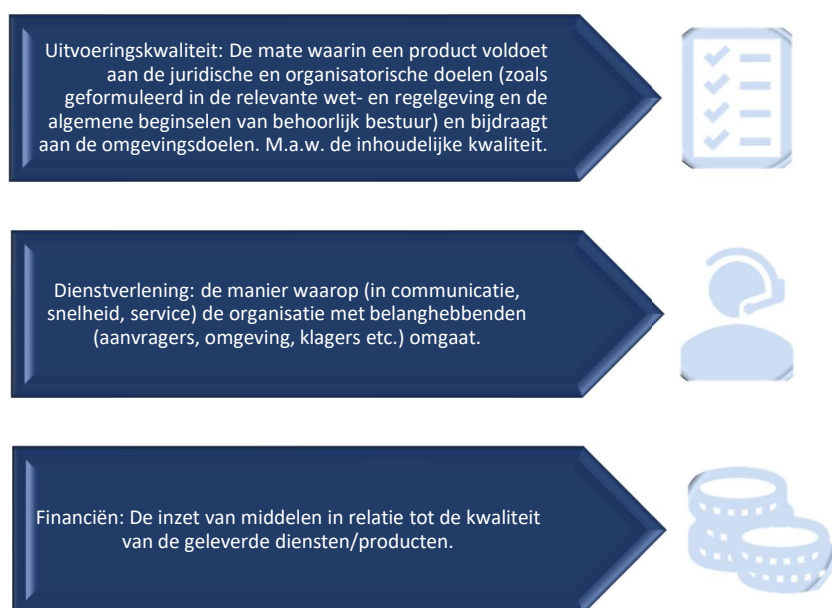 Uitvoeringskwaliteit: De mate waarin een product voldoet
aan de juridische en organisatorische doelen (zoals
geformuleerd in de relevante wet- en regelgeving en de
algemene beginselen van behoorlijk bestuur) en bijdraagt
aan de omgevingsdoelen. M.a.w. de inhoudelijke kwaliteit.
Dienstverlening: de manier waarop (in communicatie,
snelheid, service) de organisatie met belanghebbenden
(aanvragers, omgeving, klagers etc.) omgaat.
Financiën: De inzet van middelen in relatie tot de kwaliteit
van de geleverde diensten/producten.